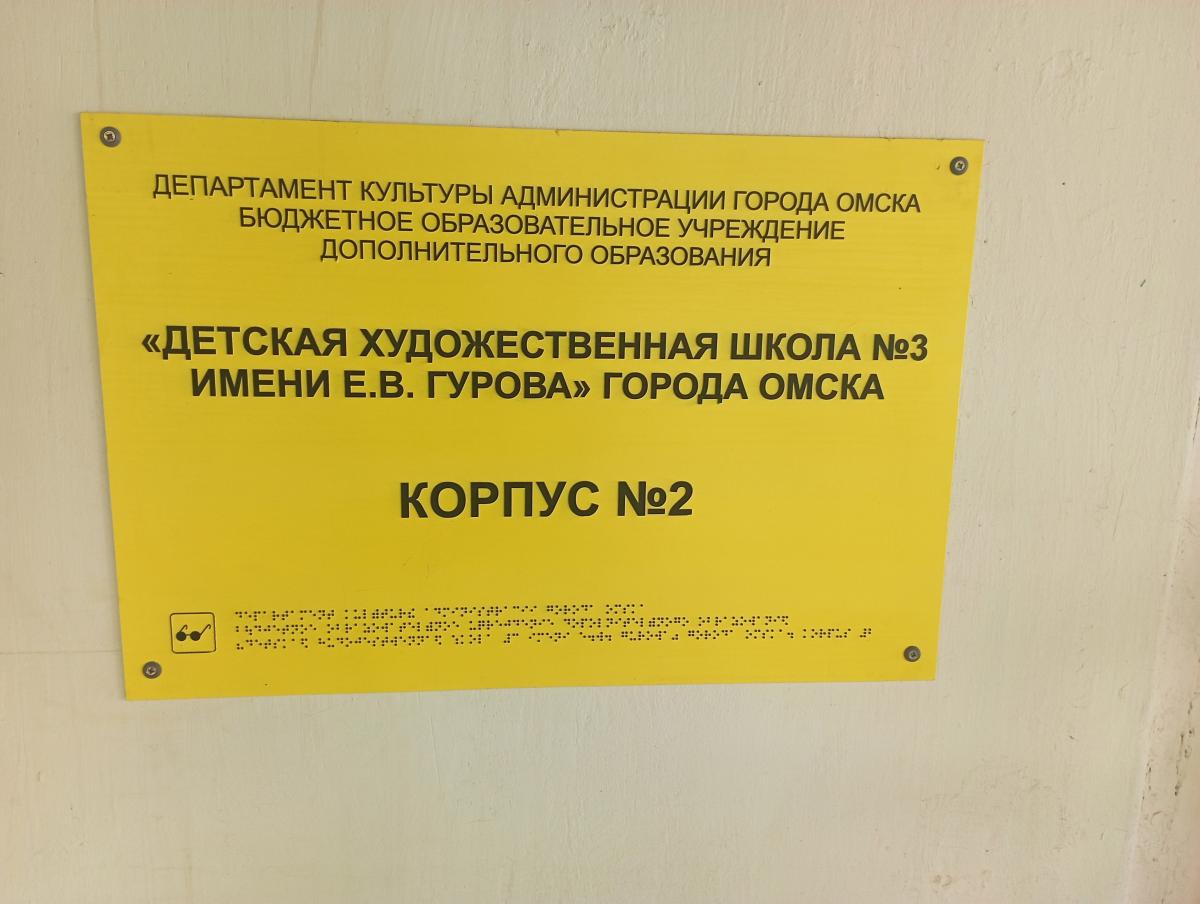 ДЕПАРТАМЕНТ КУЛЬТУРЫ АДМИНИСТРАЦИИ ГОРОДА ОМСКА
БЮДЖЕТНОЕ ОБРАЗОВАТЕЛЬНОЕ УЧРЕЖДЕНИЕ
ДОПОЛНИТЕЛЬНОГО ОБРАЗОВАНИЯ
«ДЕТСКАЯ ХУДОЖЕСТВЕННАЯ ШКОЛА №3
ИМЕНИ Е.В. ГУРОВА» ГОРОДА ОМСКА
КОРПУС №2